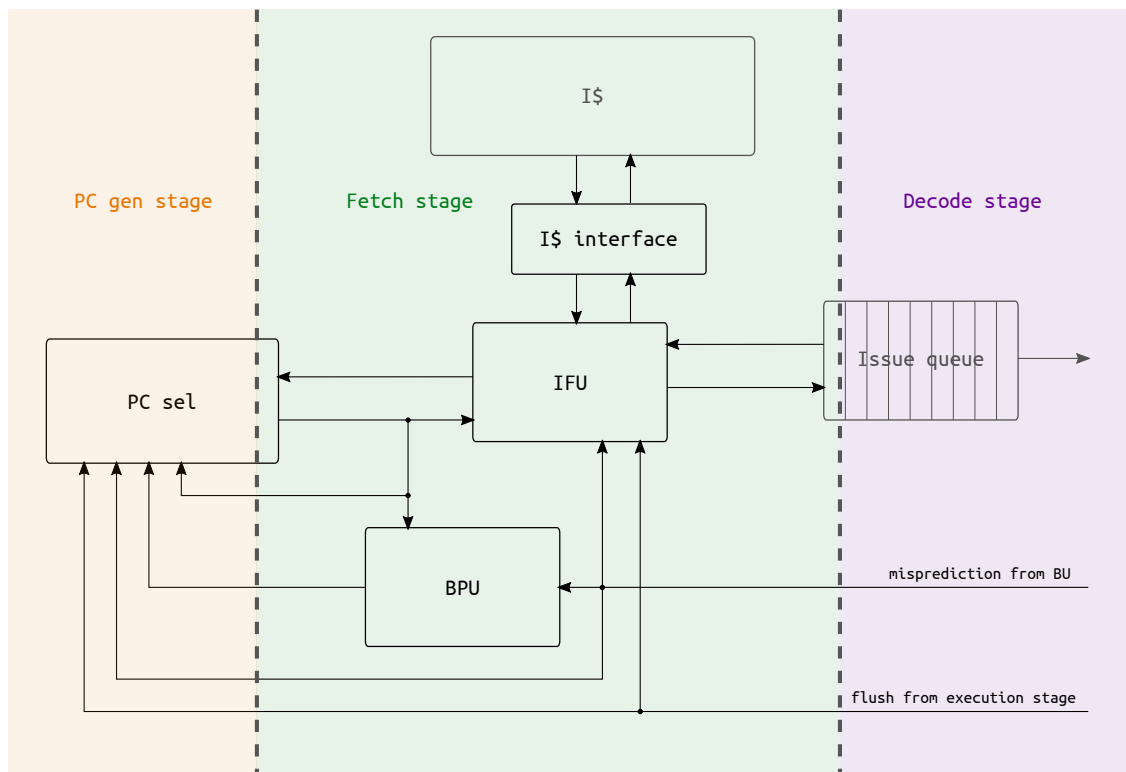 I$
PC gen stage
Fetch stage
Decode stage
I$ interface
Issue queue
IFU
PC sel
misprediction from BU
BPU
flush from execution stage